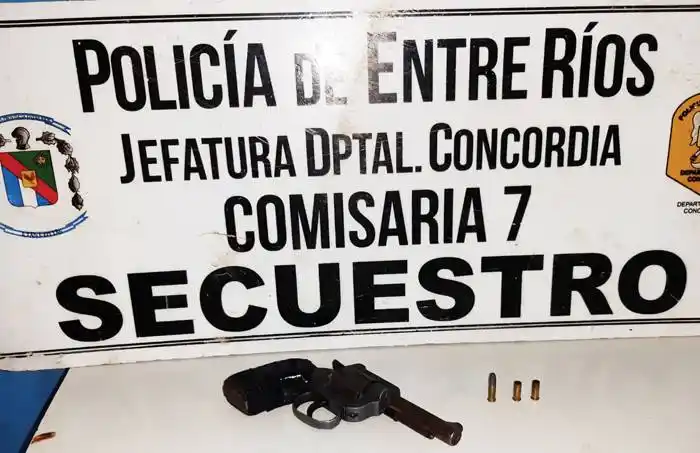 POLICÍA DE ENTRE RÍOS
JEFATURA DPTAL. CONCORDIA
COMISARIA 7
SECUESTRO